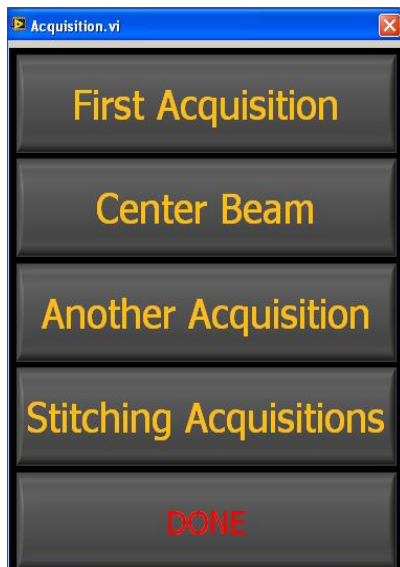 Acquisition.vi
First Acquisition
Center Beam
Another Acquisition
Stitching Acquisitions
DONE